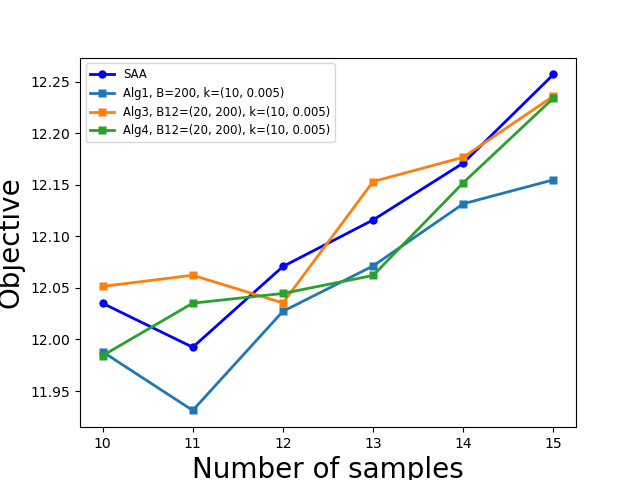 SAA
Alg1, B=200, k=(10, 0.005)
Alg3, B12=(20, 200), k=(10, 0.005)
Alg4, B12=(20, 200), k=(10, 0.005)
12.25
12.20
12.15
12.10
12.05
12.00
11.95
Objective
10 11 12 13 14 15
Number of samples